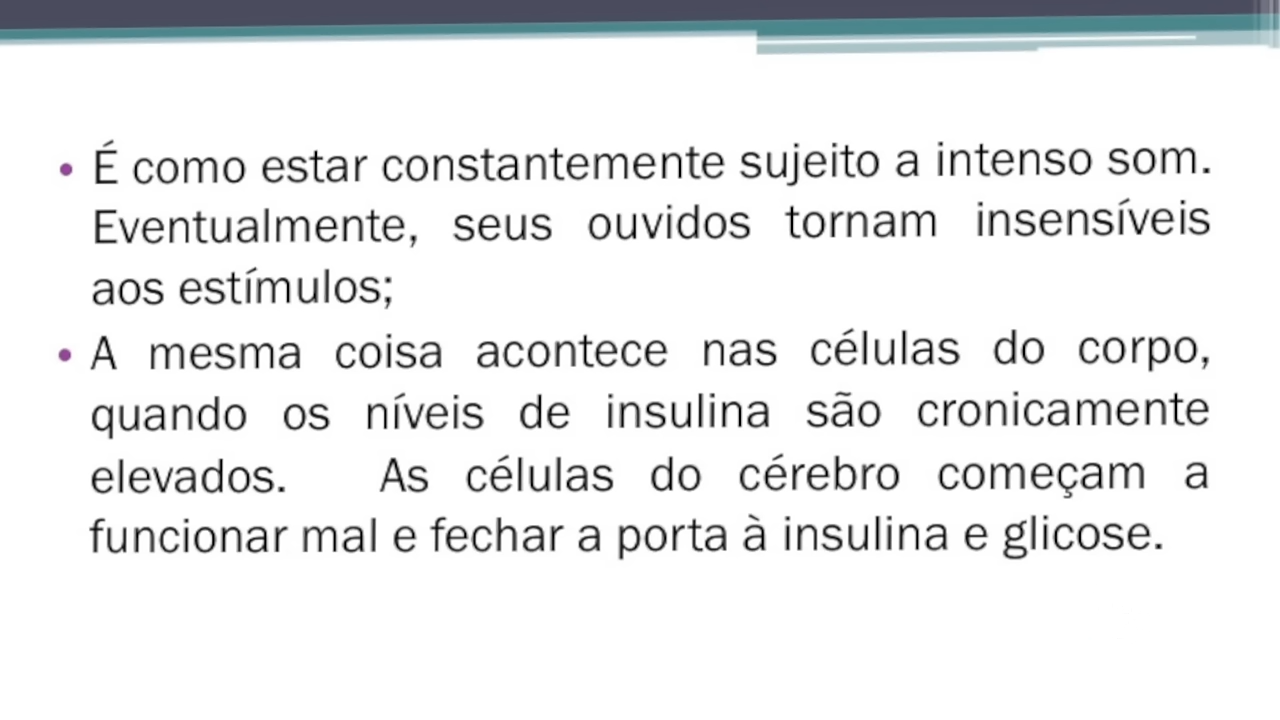 • É como estar constantemente sujeito a intenso som.
Eventualmente, seus ouvidos tornam insensíveis
aos estímulos;
• A mesma coisa acontece nas células do corpo,
quando os níveis de insulina são cronicamente
elevados. As células do cérebro começam a
funcionar mal e fechar a porta à insulina e glicose.